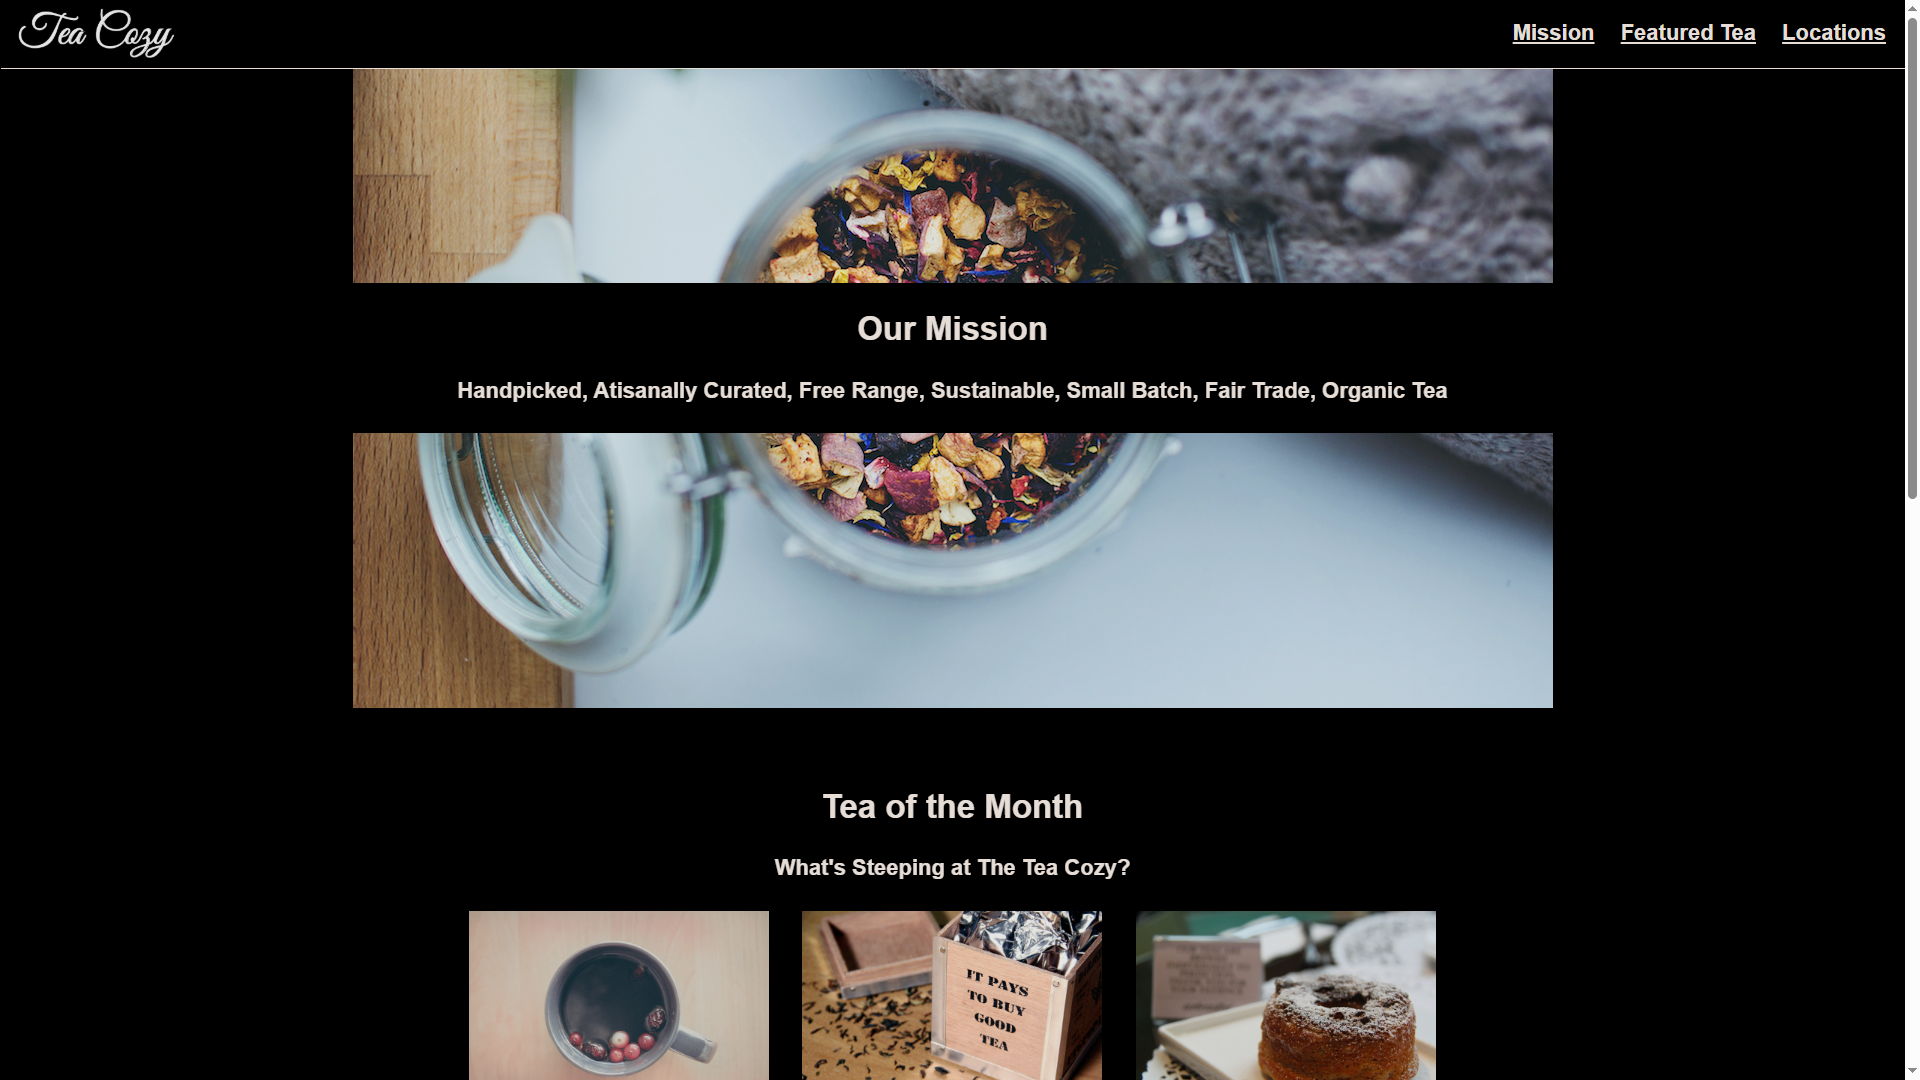 Tea Cozy
Mission Featured Tea Locations
Our Mission
Handpicked, Atisanally Curated, Free Range, Sustainable, Small Batch, Fair Trade, Organic Tea
Tea of the Month
What's Steeping at The Tea Cozy?
IT PAYS
TO BUY
GOOD
TEA